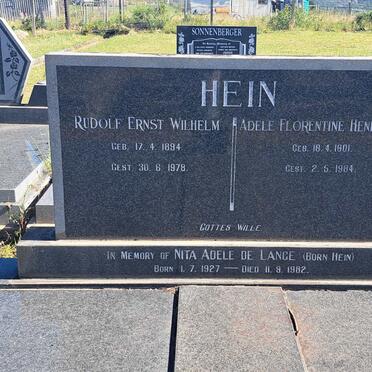 SONNENBERGER
HEIN
RUDOLF ERNST WILHELM
GEB. 17. 4. 1894
GEST. 30. 6. 1978.
ADELE FLORENTINE
GEB. 18. 4. 1901.
GEST. 2. 5. 1984.
GOTTES WILLE
IN MEMORY OF NITA ADELE DE LANGE (BORN HEIN)
BORN 1. 7. 1927 — DIED 11. 9. 1982.